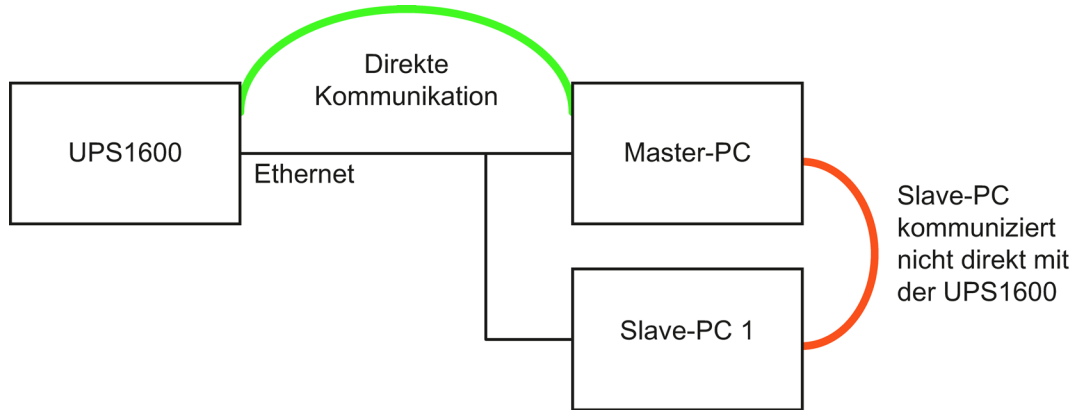 Direkte
Kommunikation
UPS1600
Ethernet
Master-PC
Slave-PC
kommuniziert
nicht direkt mit
der UPS1600
Slave-PC 1